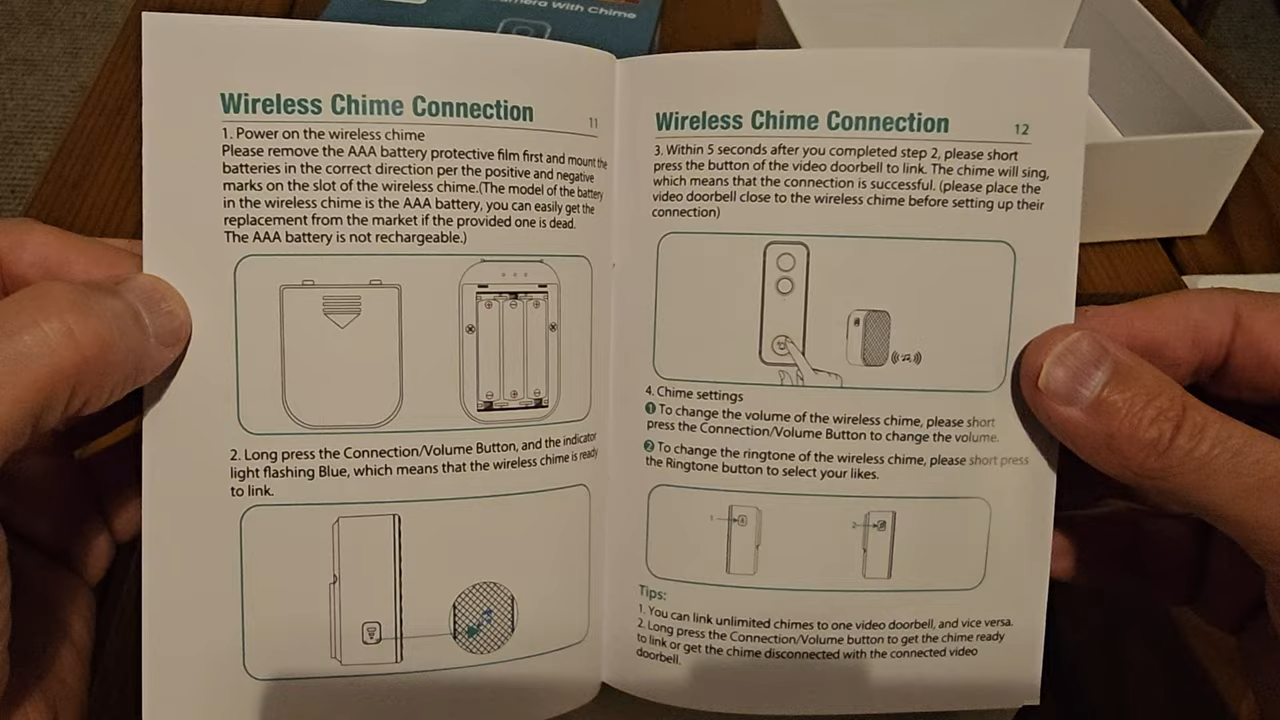 mera With Chime
Wireless Chime Connection
11
1. Power on the wireless chime
Please remove the AAA battery protective film first and mount the
batteries in the correct direction per the positive and negative
marks on the slot of the wireless chime.(The model of the battery
in the wireless chime is the AAA battery, you can easily get the
replacement from the market if the provided one is dead.
The AAA battery is not rechargeable.)
2. Long press the Connection/Volume Button, and the indicator
light flashing Blue, which means that the wireless chime is ready
to link.
Wireless Chime Connection
12
3. Within 5 seconds after you completed step 2, please short
press the button of the video doorbell to link. The chime will sing,
which means that the connection is successful. (please place the
video doorbell close to the wireless chime before setting up their
connection)
4. Chime settings
1 To change the volume of the wireless chime, please short
press the Connection/Volume Button to change the volume.
2 To change the ringtone of the wireless chime, please short press
the Ringtone button to select your likes.
1
2
Tips:
1. You can link unlimited chimes to one video doorbell, and vice versa.
2. Long press the Connection/Volume button to get the chime ready
to link or get the chime disconnected with the connected video
doorbell.